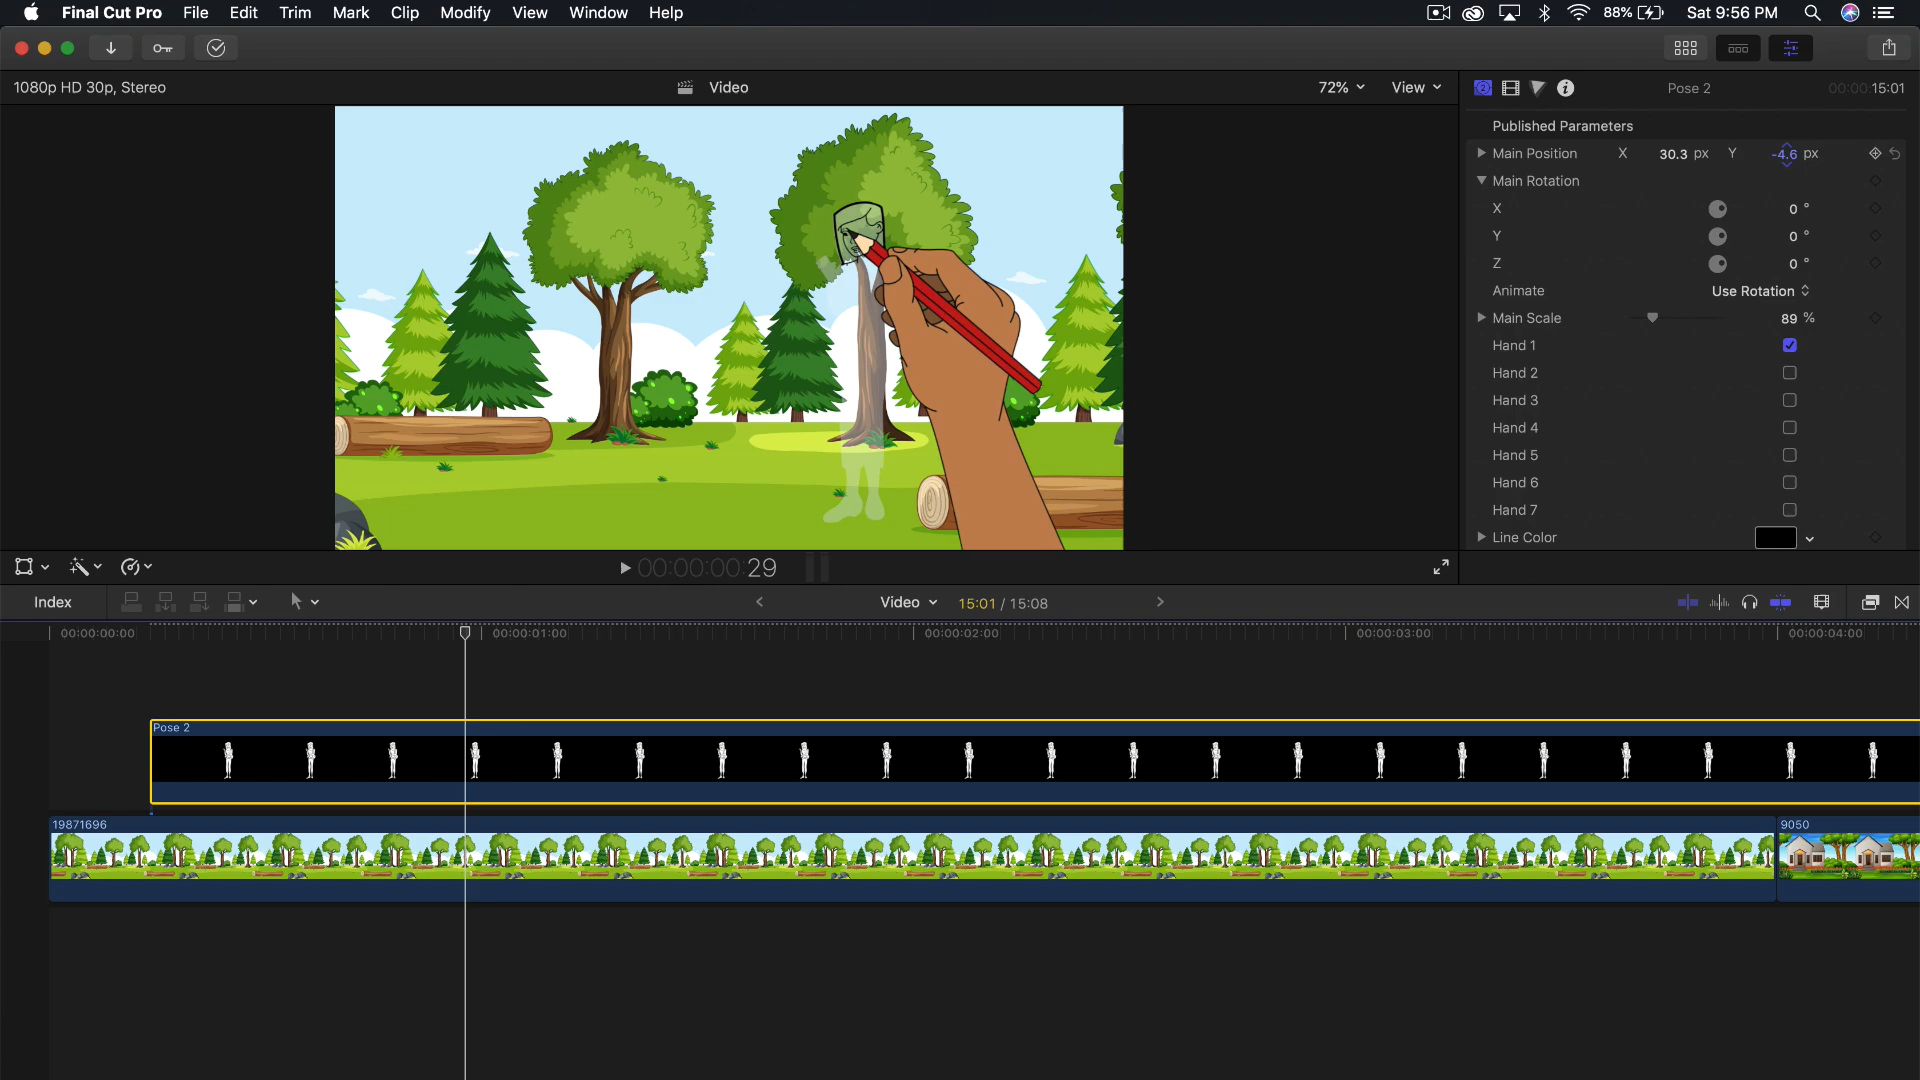 Final Cut Pro File Edit Trim Mark Clip Modify View Window Help 88% Sat 9:56 PM
1080p HD 30p, Stereo Video 72% View Pose 2 00:00:00:15:01
Published Parameters
Main Position X 30.3 px Y -4.6 px
Main Rotation
X 0 °
Y 0 °
Z 0 °
Animate Use Rotation
Main Scale 89 %
Hand 1
Hand 2
Hand 3
Hand 4
Hand 5
Hand 6
Hand 7
Line Color
00:00:00:29
Index Video 15:01 / 15:08
00:00:00:00 00:00:01:00 00:00:02:00 00:00:03:00 00:00:04:00
Pose 2
19871696 9050